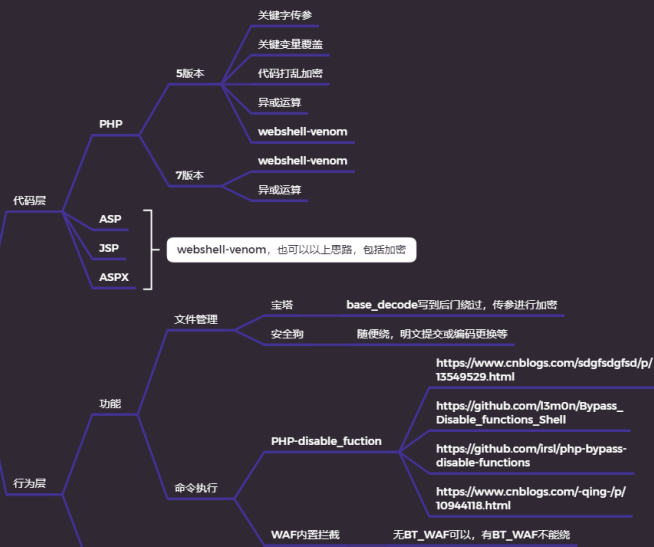 关键字传参
关键变量覆盖
5版本
代码打乱加密
异或运算
PHP
webshell-venom
webshell-venom
7版本
异或运算
代码层
ASP
JSP
webshell-venom，也可以以上思路，包括加密
ASPX
宝塔
base_decode写到后门绕过，传参进行加密
文件管理
安全狗
随便绕，明文提交或编码更换等
https://www.cnblogs.com/sdgfsdgfsd/p/
13549529.html
功能
https://github.com/l3m0n/Bypass_
Disable_functions_Shell
PHP-disable_fuction
https://github.com/irsl/php-bypass-
disable-functions
行为层
命令执行
https://www.cnblogs.com/-qing-/p/
10944118.html
WAF内置拦截
无BT_WAF可以，有BT_WAF不能绕